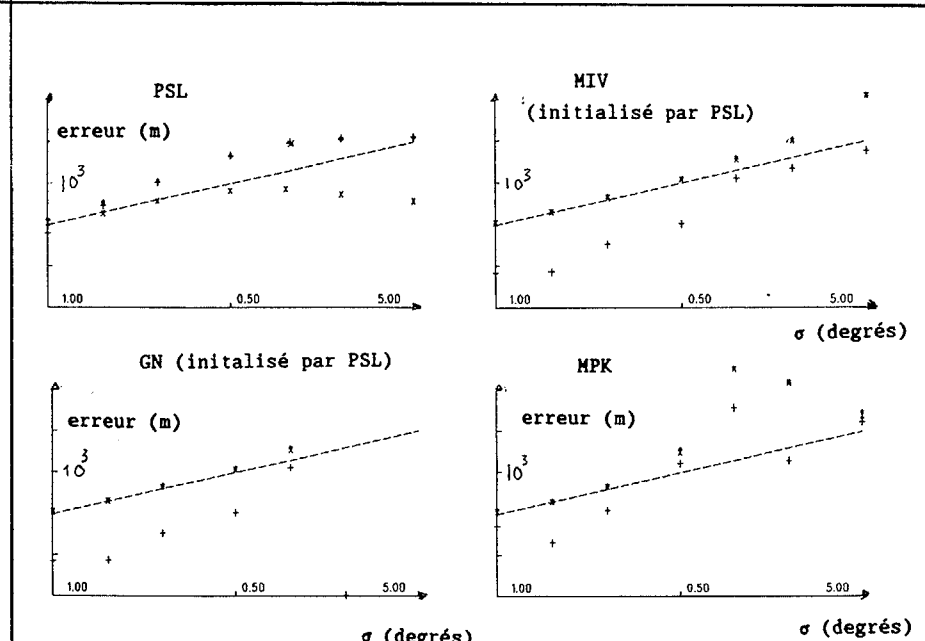 PSL
erreur (m)
10³
1.00 0.50 5.00
MIV
(initialisé par PSL)
10³
1.00 0.50 5.00
σ (degrés)
GN (initalisé par PSL)
erreur (m)
10³
1.00 0.50 5.00
σ (degrés)
MPK
erreur (m)
10³
1.00 0.50 5.00
σ (degrés)